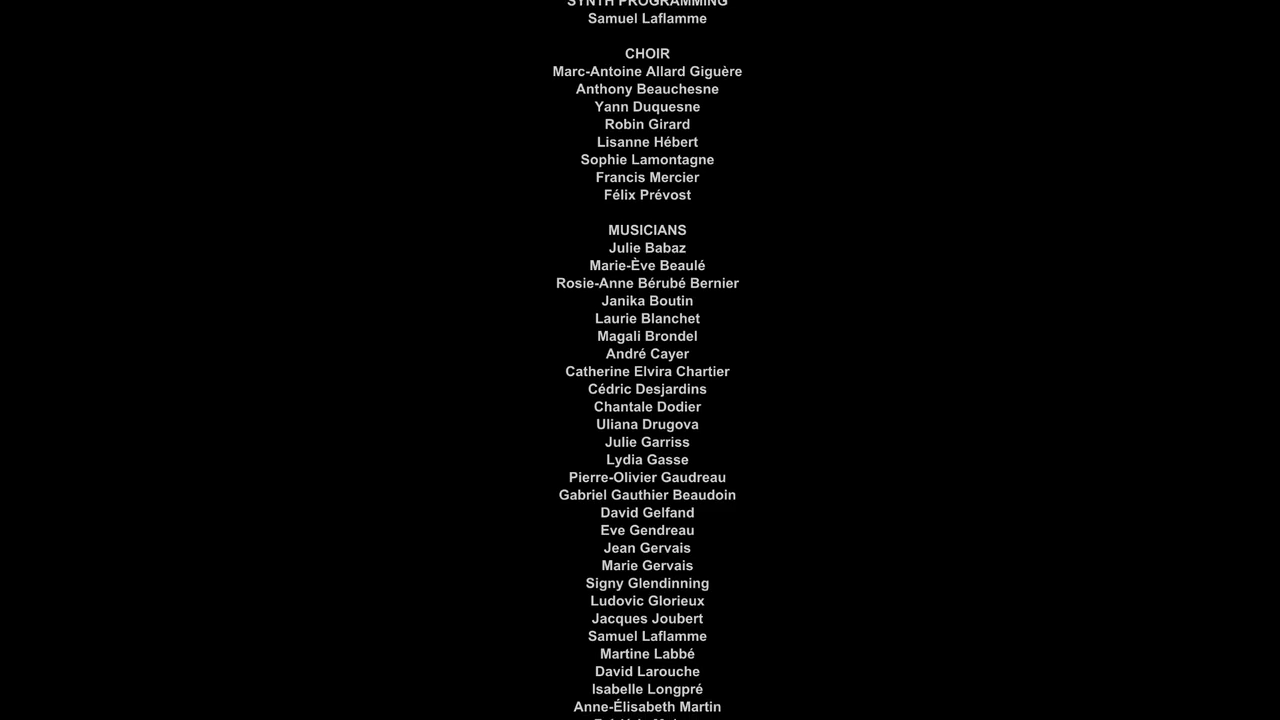 SYNTH PROGRAMMING
Samuel Laflamme
CHOIR
Marc-Antoine Allard Giguère
Anthony Beauchesne
Yann Duquesne
Robin Girard
Lisanne Hébert
Sophie Lamontagne
Francis Mercier
Félix Prévost
MUSICIANS
Julie Babaz
Marie-Ève Beaulé
Rosie-Anne Bérubé Bernier
Janika Boutin
Laurie Blanchet
Magali Brondel
André Cayer
Catherine Elvira Chartier
Cédric Desjardins
Chantale Dodier
Uliana Drugova
Julie Garriss
Lydia Gasse
Pierre-Olivier Gaudreau
Gabriel Gauthier Beaudoin
David Gelfand
Eve Gendreau
Jean Gervais
Marie Gervais
Signy Glendinning
Ludovic Glorieux
Jacques Joubert
Samuel Laflamme
Martine Labbé
David Larouche
Isabelle Longpré
Anne-Élisabeth Martin